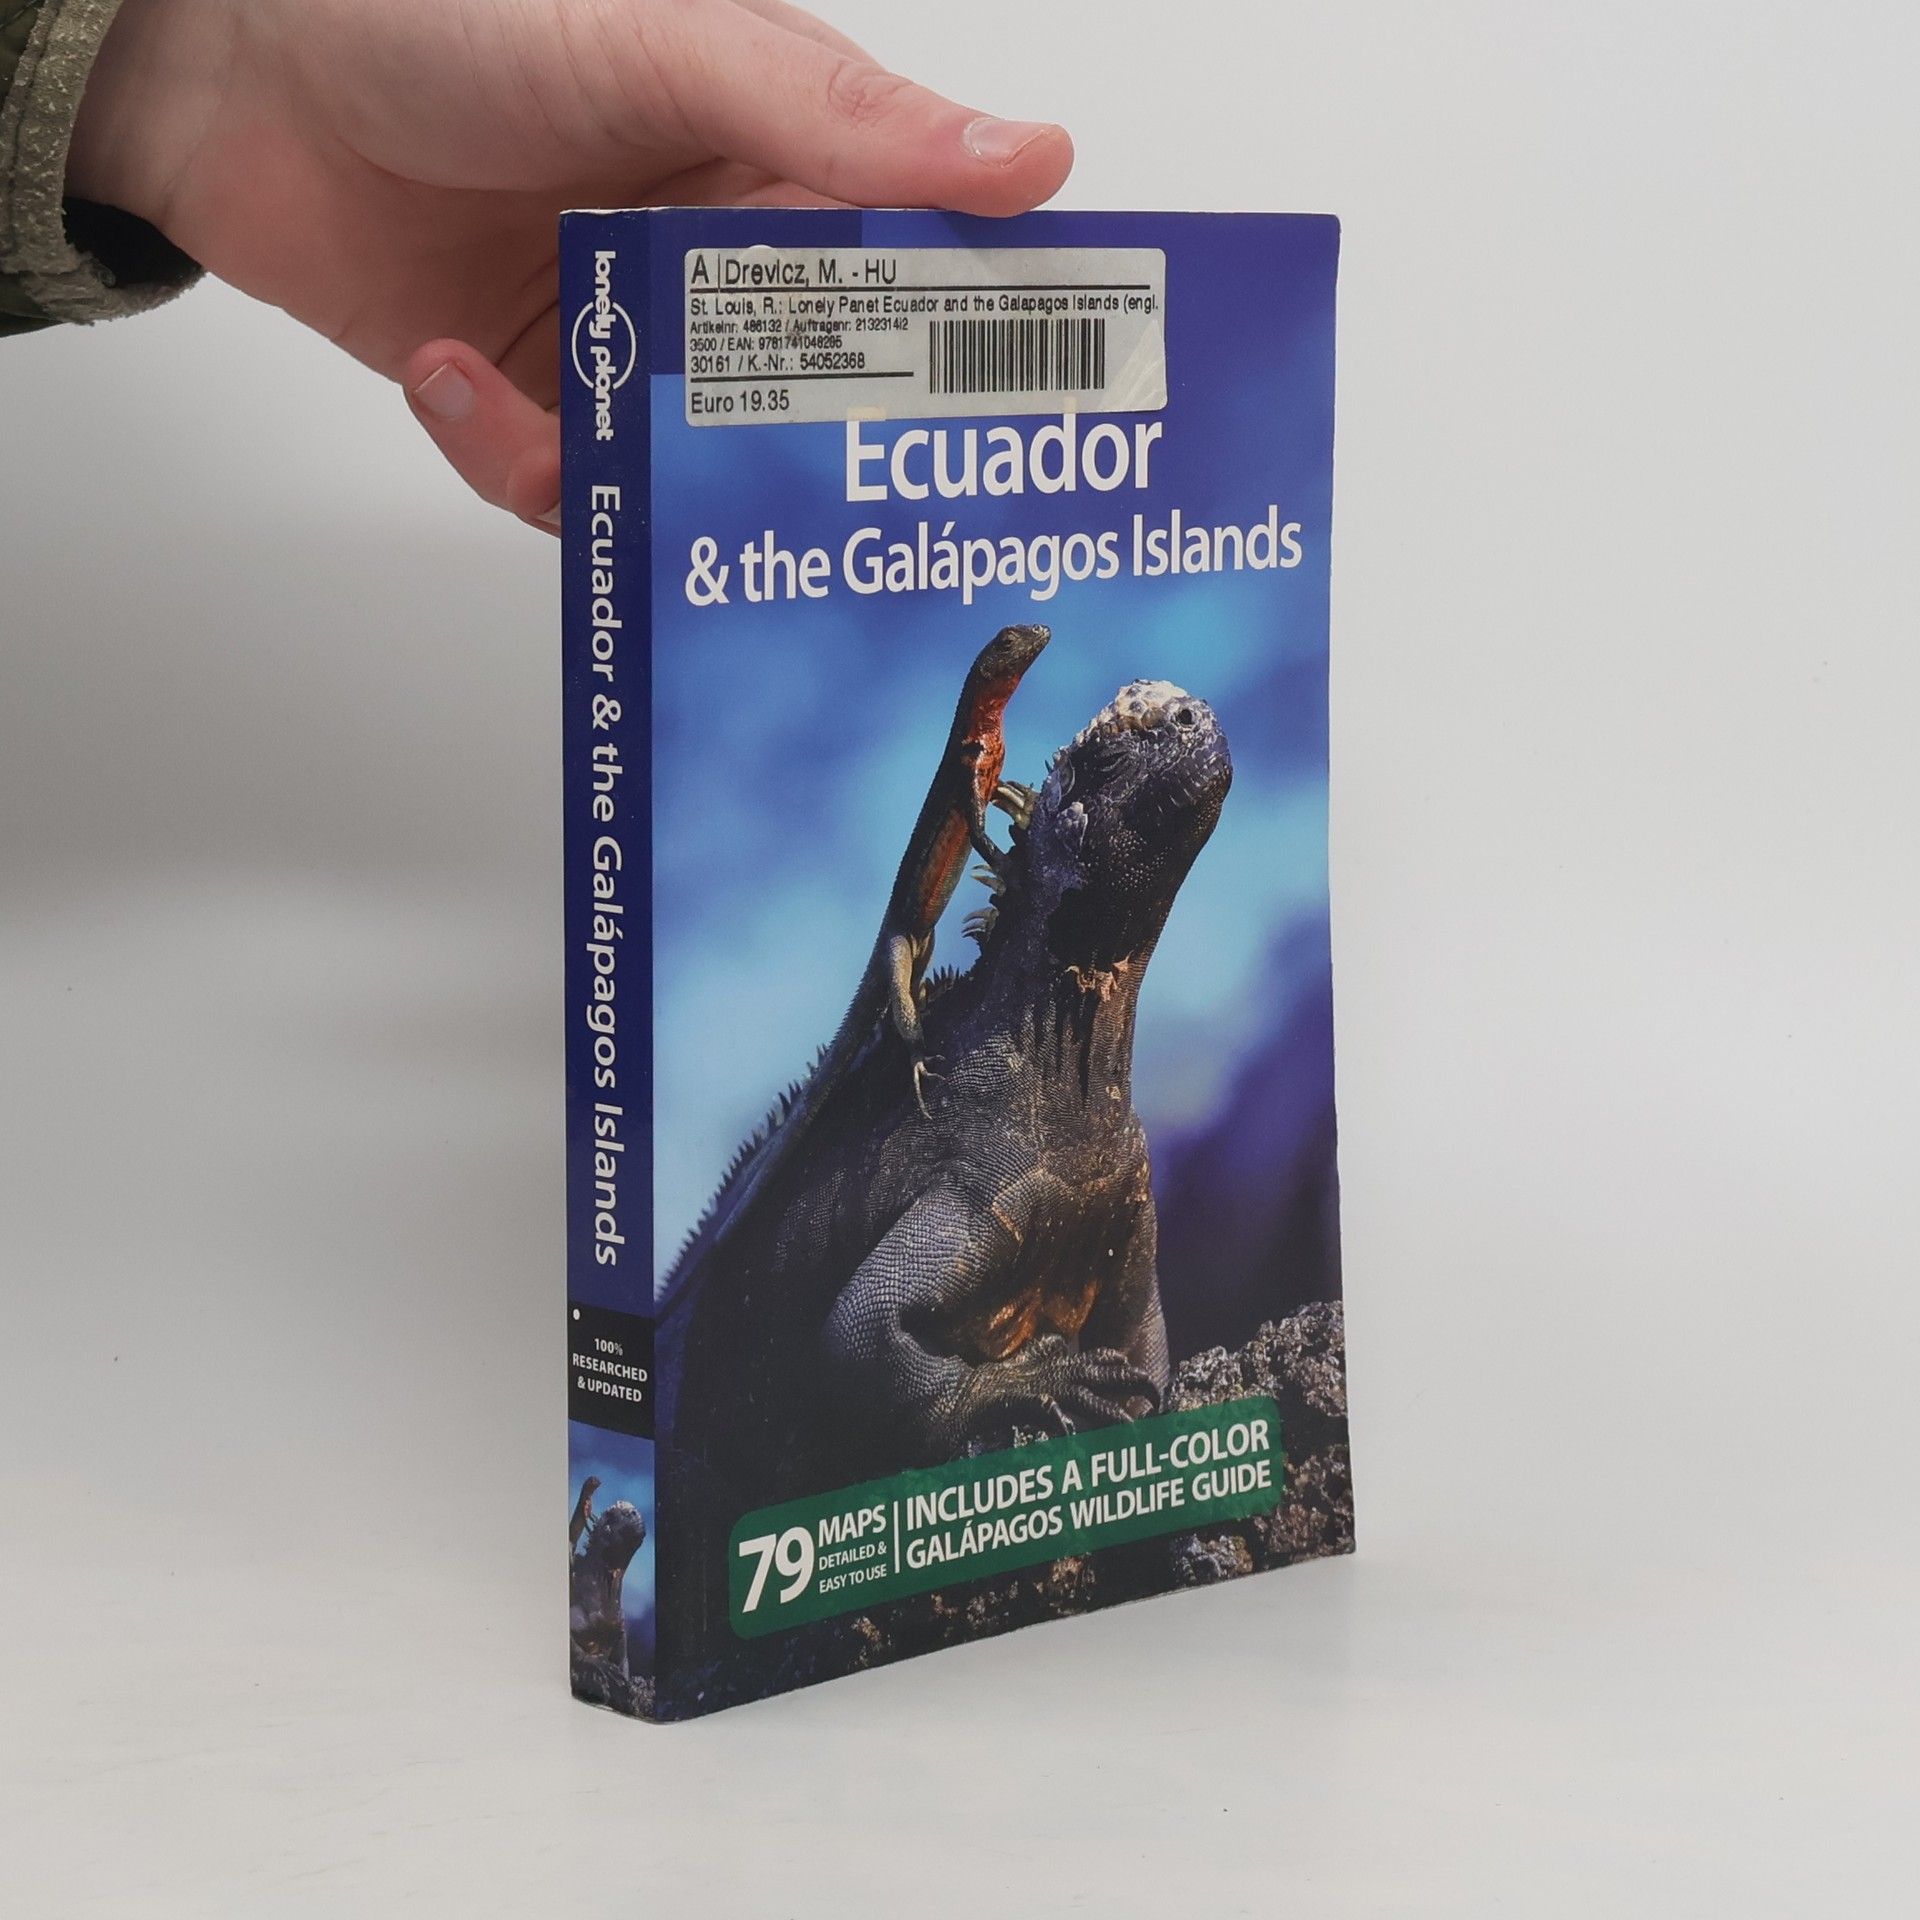 lonely planet
Ecuador & the Galápagos Islands
100%
RESEARCHED
& UPDATED
A Drevicz, M. - HU
St. Louis, R.: Lonely Panet Ecuador and the Galapagos Islands (engl.
Artikelnr: 486132 / Auftragsnr: 2132314i2
3500 / EAN: 9781741048295
30161 / K.-Nr.: 54052368
Euro 19.35
Ecuador
& the Galápagos Islands
79 MAPS
DETAILED &
EASY TO USE
INCLUDES A FULL-COLOR
GALÁPAGOS WILDLIFE GUIDE